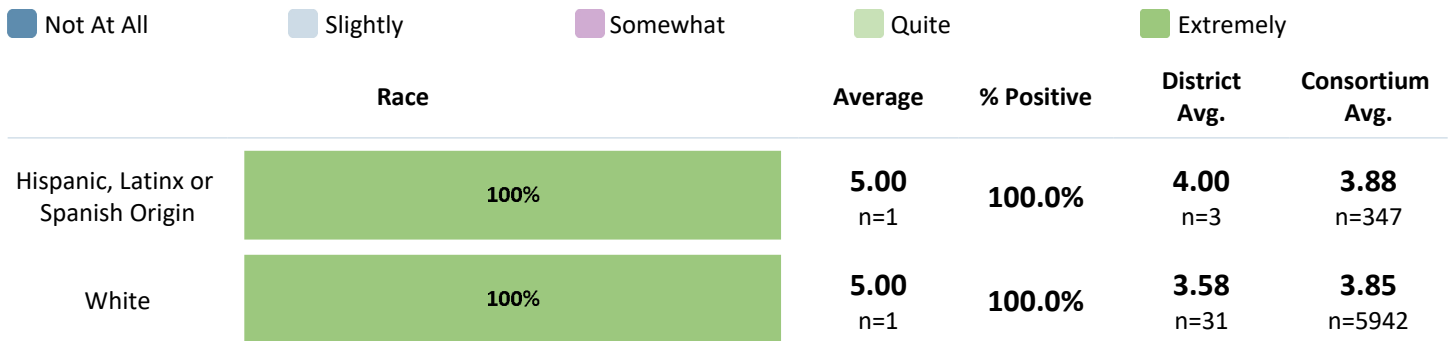 Not At All Slightly Somewhat Quite Extremely
Race Average % Positive District Avg. Consortium Avg.
Hispanic, Latinx or
Spanish Origin
100% 5.00 100.0% 4.00 3.88
n=1 n=3 n=347
White 100% 5.00 100.0% 3.58 3.85
n=1 n=31 n=5942